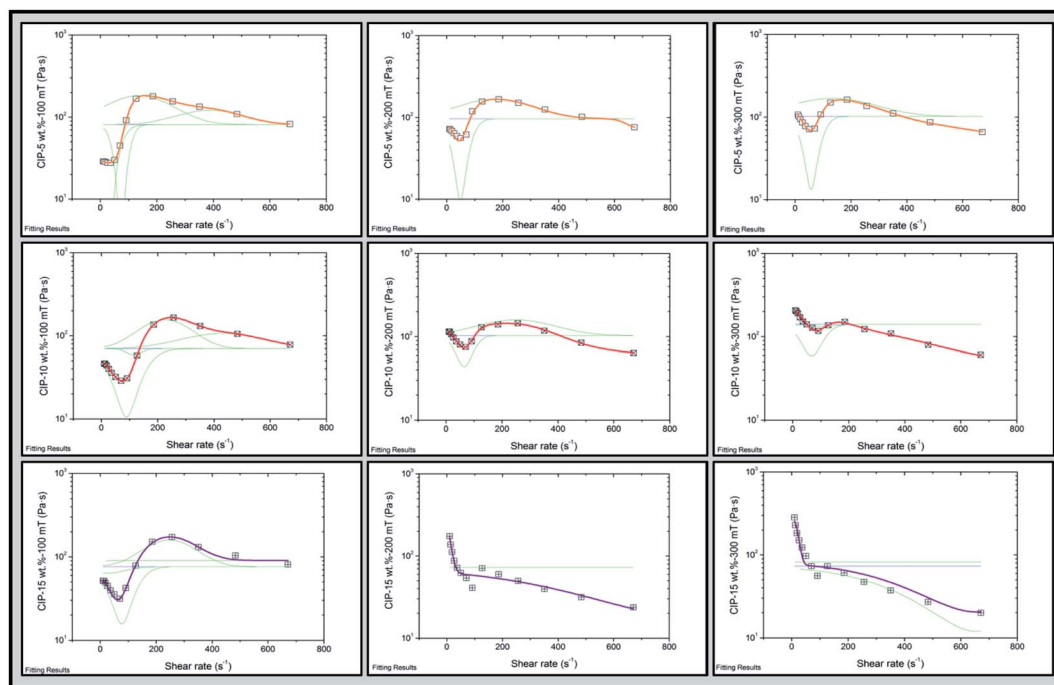 10³
10²
10¹
CIP-5 wt.%-100 mT (Pa·s)
0 200 400 600 800
Shear rate (s⁻¹)
Fitting Results
10³
10²
10¹
CIP-5 wt.%-200 mT (Pa·s)
0 200 400 600 800
Shear rate (s⁻¹)
Fitting Results
10³
10²
10¹
CIP-5 wt.%-300 mT (Pa·s)
0 200 400 600 800
Shear rate (s⁻¹)
Fitting Results
10³
10²
10¹
CIP-10 wt.%-100 mT (Pa·s)
0 200 400 600 800
Shear rate (s⁻¹)
Fitting Results
10³
10²
10¹
CIP-10 wt.%-200 mT (Pa·s)
0 200 400 600 800
Shear rate (s⁻¹)
Fitting Results
10³
10²
10¹
CIP-10 wt.%-300 mT (Pa·s)
0 200 400 600 800
Shear rate (s⁻¹)
Fitting Results
10³
10²
10¹
CIP-15 wt.%-100 mT (Pa·s)
0 200 400 600 800
Shear rate (s⁻¹)
Fitting Results
10³
10²
10¹
CIP-15 wt.%-200 mT (Pa·s)
0 200 400 600 800
Shear rate (s⁻¹)
Fitting Results
10³
10²
10¹
CIP-15 wt.%-300 mT (Pa·s)
0 200 400 600 800
Shear rate (s⁻¹)
Fitting Results